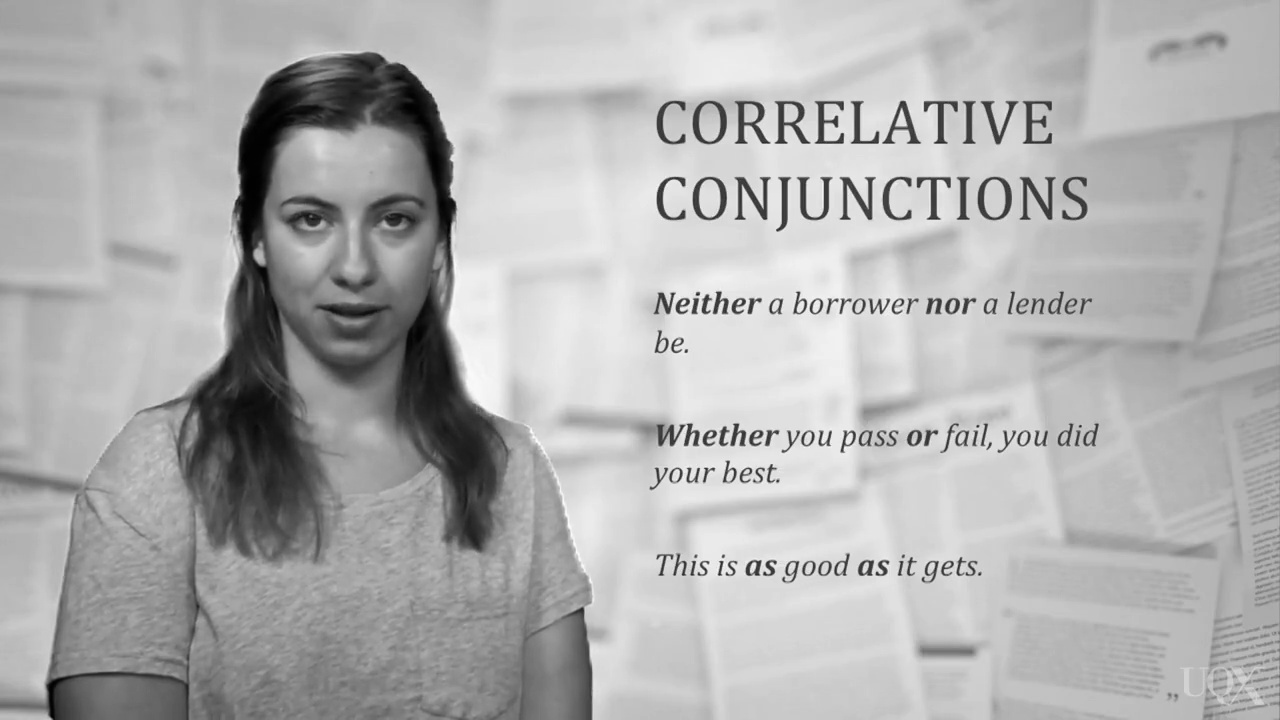 CORRELATIVE
CONJUNCTIONS
Neither a borrower nor a lender
be.
Whether you pass or fail, you did
your best.
This is as good as it gets.
UQX